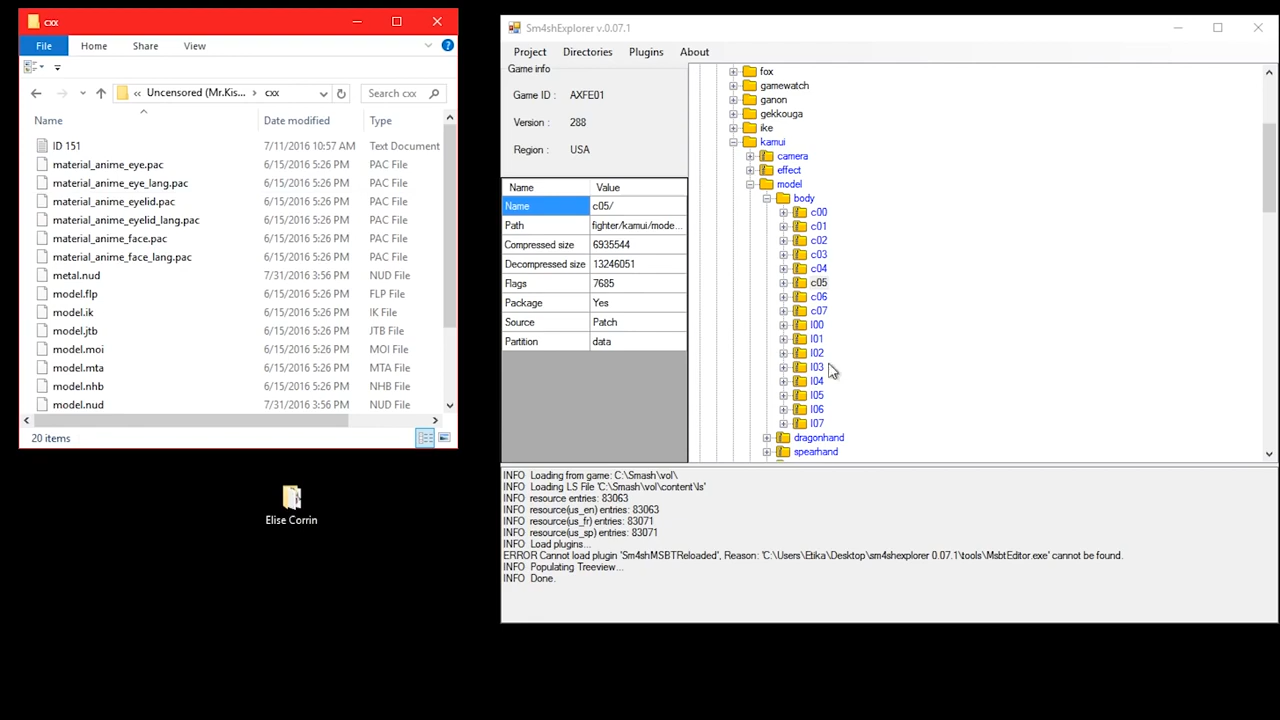 cxx
File Home Share View
« Uncensored (Mr.Kis... > cxx Search cxx
Name Date modified Type
ID 151 7/11/2016 10:57 AM Text Document
material_anime_eye.pac 6/15/2016 5:26 PM PAC File
material_anime_eye_lang.pac 6/15/2016 5:26 PM PAC File
material_anime_eyelid.pac 6/15/2016 5:26 PM PAC File
material_anime_eyelid_lang.pac 6/15/2016 5:26 PM PAC File
material_anime_face.pac 6/15/2016 5:26 PM PAC File
material_anime_face_lang.pac 6/15/2016 5:26 PM PAC File
metal.nud 7/31/2016 3:56 PM NUD File
model.flp 6/15/2016 5:26 PM FLP File
model.ik 6/15/2016 5:26 PM IK File
model.jtb 6/15/2016 5:26 PM JTB File
model.moi 6/15/2016 5:26 PM MOI File
model.mta 6/15/2016 5:26 PM MTA File
model.nhb 6/15/2016 5:26 PM NHB File
model.nud 7/31/2016 3:56 PM NUD File
20 items
Elise Corrin
Sm4shExplorer v.0.07.1
Project Directories Plugins About
Game info
Game ID : AXFE01
Version : 288
Region : USA
Name Value
Name c05/
Path fighter/kamui/mode...
Compressed size 6935544
Decompressed size 13246051
Flags 7685
Package Yes
Source Patch
Partition data
fox
gamewatch
ganon
gekkouga
ike
kamui
camera
effect
model
body
c00
c01
c02
c03
c04
c05
c06
c07
l00
l01
l02
l03
l04
l05
l06
l07
dragonhand
spearhand
INFO Loading from game: C:\Smash\vol\
INFO Loading LS File 'C:\Smash\vol\content\ls'
INFO resource entries: 83063
INFO resource(us_en) entries: 83063
INFO resource(us_fr) entries: 83071
INFO resource(us_sp) entries: 83071
INFO Load plugins...
ERROR Cannot load plugin 'Sm4shMSBTReloaded', Reason: 'C:\Users\Etika\Desktop\sm4shexplorer 0.07.1\tools\MsbtEditor.exe' cannot be found.
INFO Populating Treeview...
INFO Done.